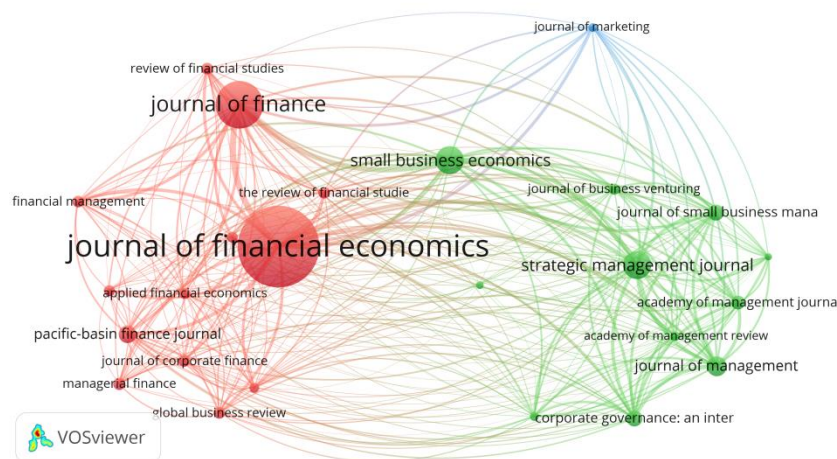 journal of marketing
review of financial studies
journal of finance
small business economics
the review of financial studie
journal of business venturing
financial management
journal of small business mana
journal of financial economics
strategic management journal
applied financial economics
academy of management journa
pacific-basin finance journal
academy of management review
journal of corporate finance
journal of management
managerial finance
global business review
corporate governance: an inter
VOSviewer